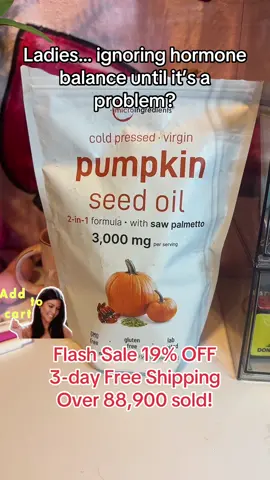 Ladies... ignoring hormone
balance until it's a
problem?
microingredients
cold pressed · virgin
pumpkin
seed oil
2-in-1 formula • with saw palmetto
3,000 mg per serving
Add to
cart
gluten
free
lab
Flash Sale 19% OFF
3-day Free Shipping
Over 88,900 sold!